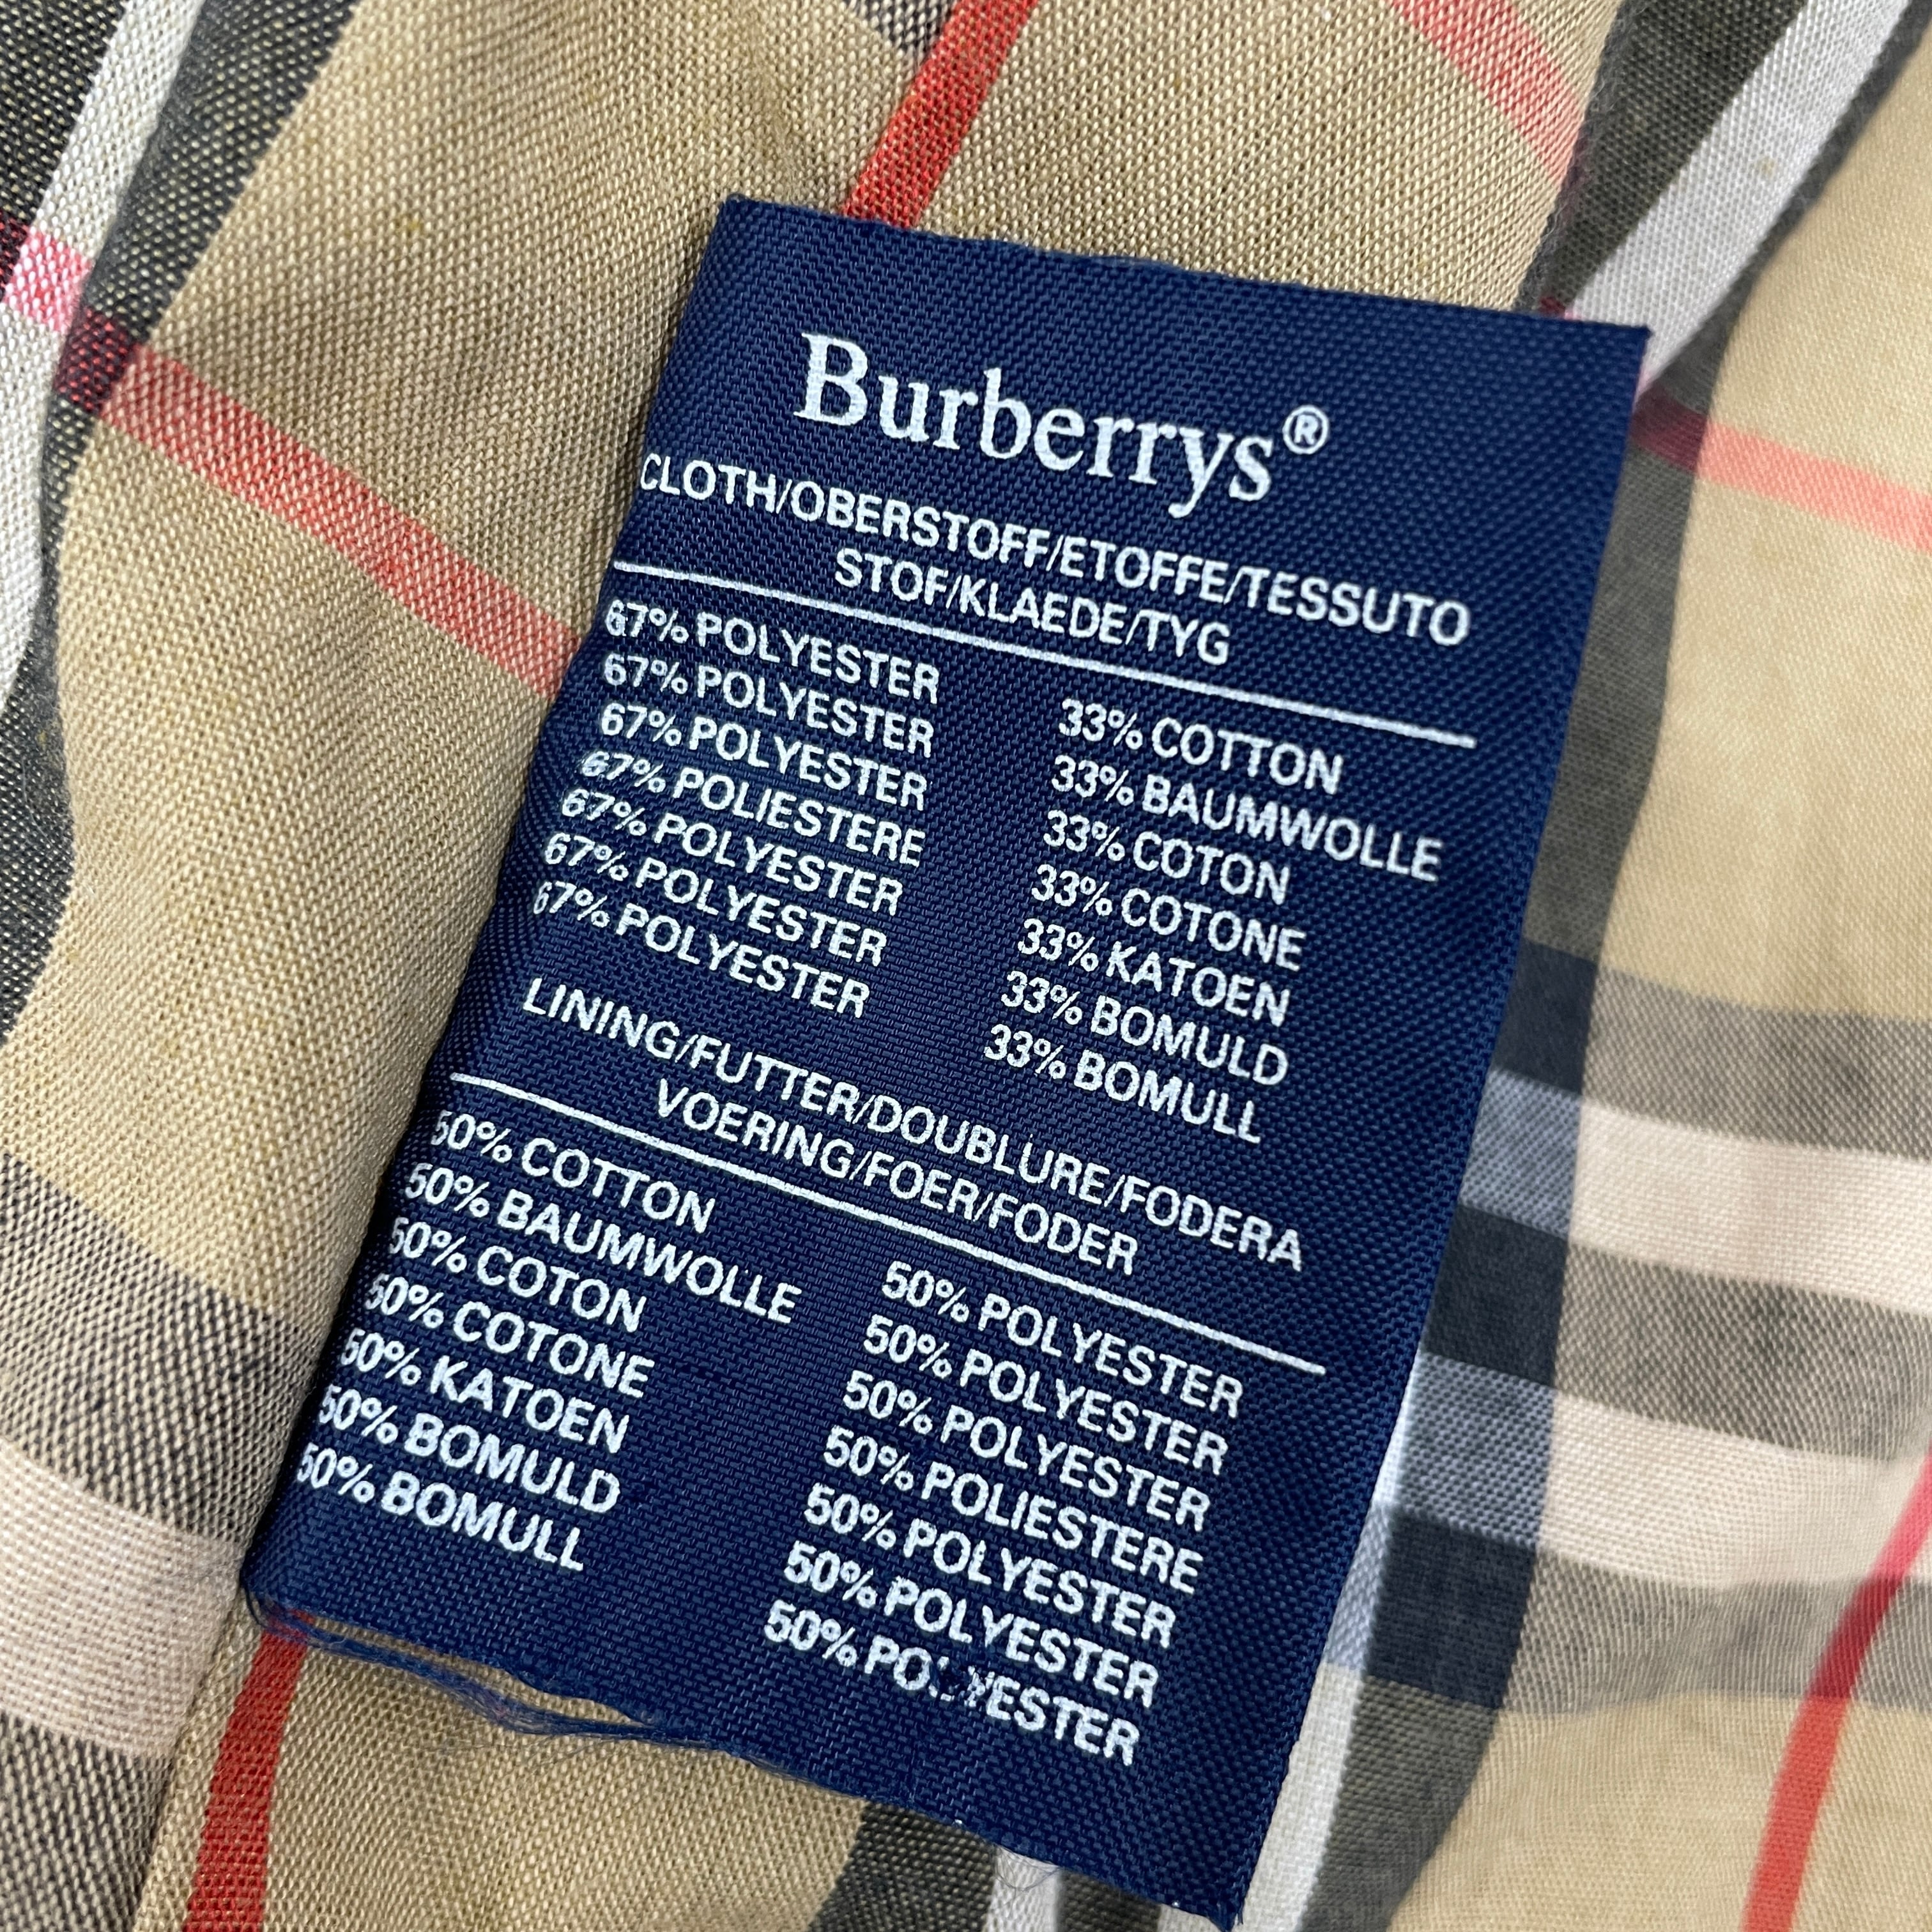 Burberrys®
CLOTH/OBERSTOFF/ETOFFE/TESSUTO
STOF/KLAEDE/TYG
67% POLYESTER 33% COTTON
67% POLYESTER 33% BAUMWOLLE
67% POLYESTER 33% COTON
67% POLIESTERE 33% COTONE
67% POLYESTER 33% KATOEN
67% POLYESTER 33% BOMULD
67% POLYESTER 33% BOMULL
LINING/FUTTER/DOUBLURE/FODERA
VOERING/FOER/FODER
50% COTTON 50% POLYESTER
50% BAUMWOLLE 50% POLYESTER
50% COTON 50% POLYESTER
50% COTONE 50% POLIESTERE
50% KATOEN 50% POLYESTER
50% BOMULD 50% POLYESTER
50% BOMULL 50% POLYESTER